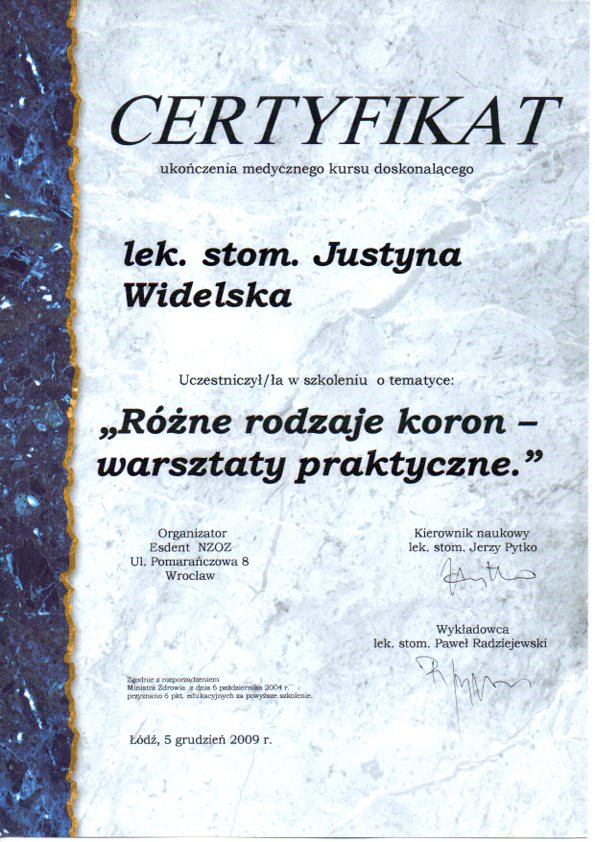 CERTYFIKAT
ukończenia medycznego kursu doskonalącego
lek. stom. Justyna
Widelska
Uczestniczył/ła w szkoleniu o tematyce:
„Różne rodzaje koron –
warsztaty praktyczne.”
Organizator
Esdent NZOZ
Ul. Pomarańczowa 8
Wrocław
Kierownik naukowy
lek. stom. Jerzy Pytko
Wykładowca
lek. stom. Paweł Radziejewski
Zgodnie z rozporządzeniem
Ministra Zdrowia z dnia 6 października 2004 r.
przyznano 6 pkt. edukacyjnych za powyższe szkolenie.
Łódź, 5 grudzień 2009 r.